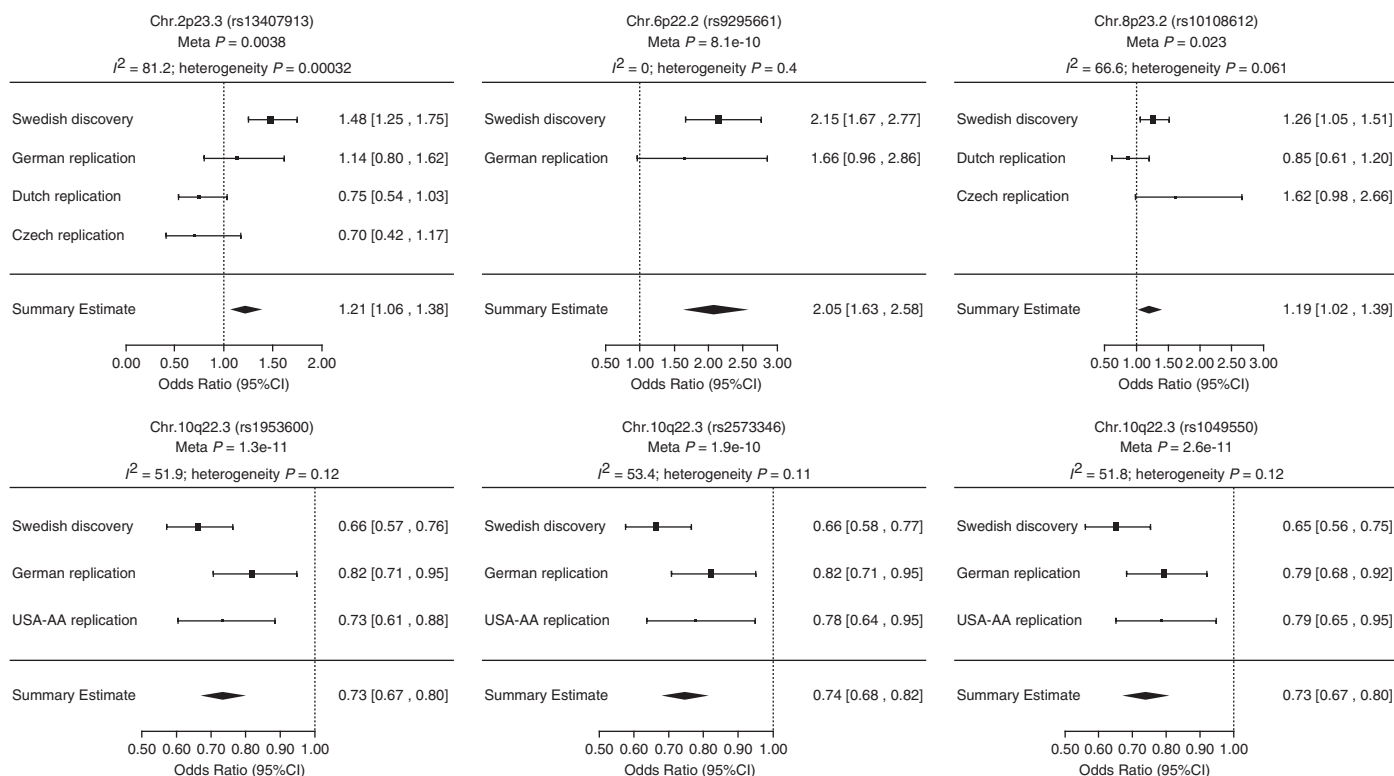 Chr.2p23.3 (rs13407913)
Meta P = 0.0038
I² = 81.2; heterogeneity P = 0.00032
Swedish discovery 1.48 [1.25 , 1.75]
German replication 1.14 [0.80 , 1.62]
Dutch replication 0.75 [0.54 , 1.03]
Czech replication 0.70 [0.42 , 1.17]
Summary Estimate 1.21 [1.06 , 1.38]
0.00 0.50 1.00 1.50 2.00
Odds Ratio (95%CI)
Chr.6p22.2 (rs9295661)
Meta P = 8.1e-10
I² = 0; heterogeneity P = 0.4
Swedish discovery 2.15 [1.67 , 2.77]
German replication 1.66 [0.96 , 2.86]
Summary Estimate 2.05 [1.63 , 2.58]
0.50 1.00 1.50 2.00 2.50 3.00
Odds Ratio (95%CI)
Chr.8p23.2 (rs10108612)
Meta P = 0.023
I² = 66.6; heterogeneity P = 0.061
Swedish discovery 1.26 [1.05 , 1.51]
Dutch replication 0.85 [0.61 , 1.20]
Czech replication 1.62 [0.98 , 2.66]
Summary Estimate 1.19 [1.02 , 1.39]
0.50 1.00 1.50 2.00 2.50 3.00
Odds Ratio (95%CI)
Chr.10q22.3 (rs1953600)
Meta P = 1.3e-11
I² = 51.9; heterogeneity P = 0.12
Swedish discovery 0.66 [0.57 , 0.76]
German replication 0.82 [0.71 , 0.95]
USA-AA replication 0.73 [0.61 , 0.88]
Summary Estimate 0.73 [0.67 , 0.80]
0.50 0.60 0.70 0.80 0.90 1.00
Odds Ratio (95%CI)
Chr.10q22.3 (rs2573346)
Meta P = 1.9e-10
I² = 53.4; heterogeneity P = 0.11
Swedish discovery 0.66 [0.58 , 0.77]
German replication 0.82 [0.71 , 0.95]
USA-AA replication 0.78 [0.64 , 0.95]
Summary Estimate 0.74 [0.68 , 0.82]
0.50 0.60 0.70 0.80 0.90 1.00
Odds Ratio (95%CI)
Chr.10q22.3 (rs1049550)
Meta P = 2.6e-11
I² = 51.8; heterogeneity P = 0.12
Swedish discovery 0.65 [0.56 , 0.75]
German replication 0.79 [0.68 , 0.92]
USA-AA replication 0.79 [0.65 , 0.95]
Summary Estimate 0.73 [0.67 , 0.80]
0.50 0.60 0.70 0.80 0.90 1.00
Odds Ratio (95%CI)